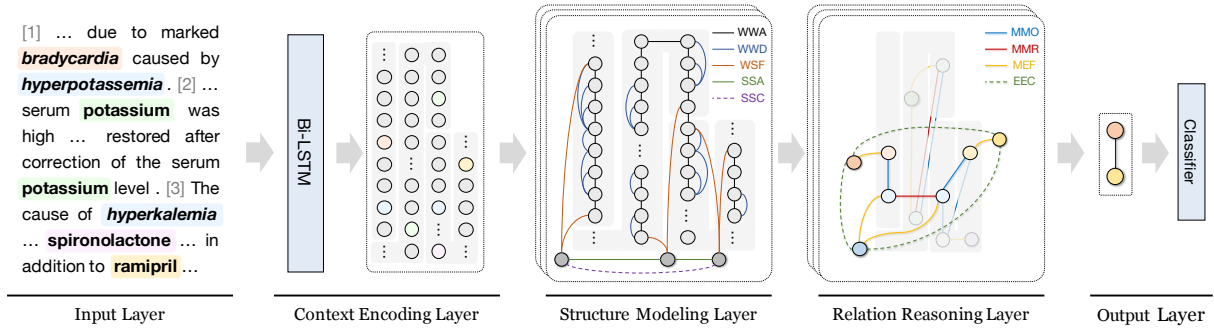 [1] … due to marked
bradycardia caused by
hyperpotassemia . [2] …
serum potassium was
high … restored after
correction of the serum
potassium level . [3] The
cause of hyperkalemia
… spironolactone … in
addition to ramipril …
Input Layer
Bi-LSTM
Context Encoding Layer
WWA
WWD
WSF
SSA
SSC
Structure Modeling Layer
MMO
MMR
MEF
EEC
Relation Reasoning Layer
Classifier
Output Layer